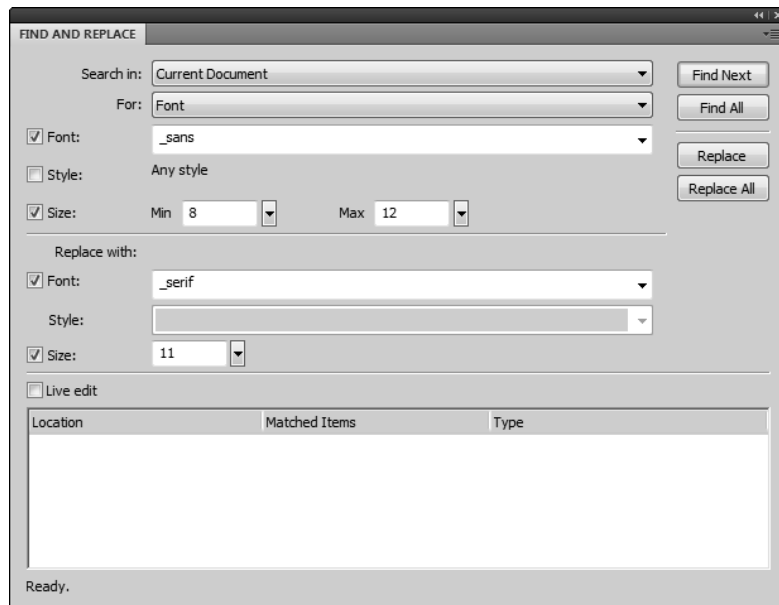 FIND AND REPLACE
Search in: Current Document
Find Next
For: Font
Find All
Font: _sans
Replace
Style: Any style
Replace All
Size: Min 8 Max 12
Replace with:
Font: _serif
Style:
Size: 11
Live edit
Location Matched Items Type
Ready.